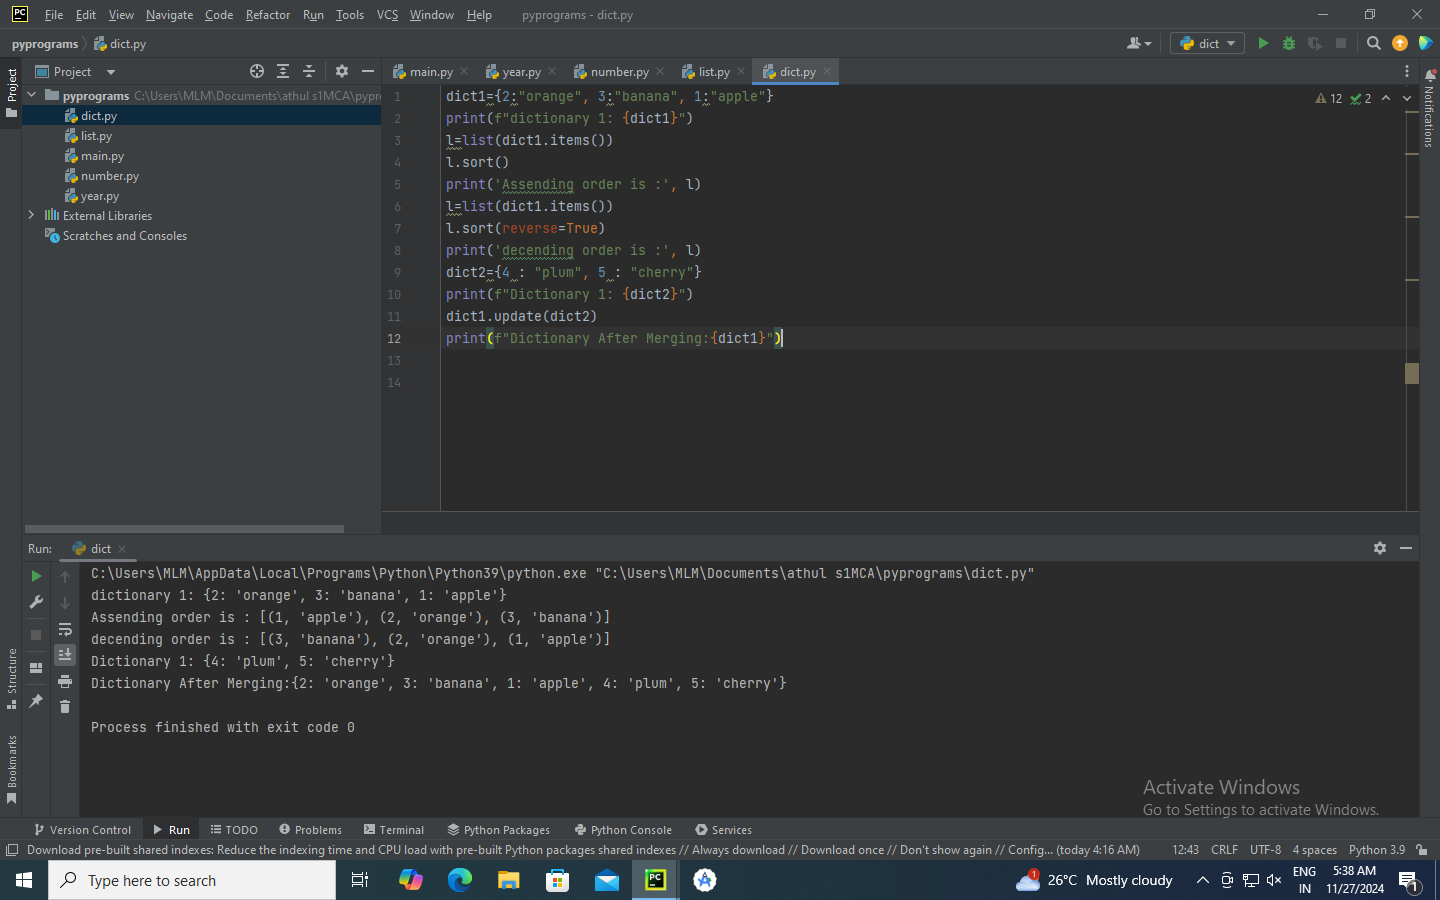 File Edit View Navigate Code Refactor Run Tools VCS Window Help pyprograms - dict.py
pyprograms dict.py
dict
Project
main.py year.py number.py list.py dict.py
Project
pyprograms C:\Users\MLM\Documents\athul s1MCA\pypro
dict.py
list.py
main.py
number.py
year.py
External Libraries
Scratches and Consoles
12 2
Notifications
1 dict1={2:"orange", 3:"banana", 1:"apple"}
2 print(f"dictionary 1: {dict1}")
3 l=list(dict1.items())
4 l.sort()
5 print('Assending order is :', l)
6 l=list(dict1.items())
7 l.sort(reverse=True)
8 print('decending order is :', l)
9 dict2={4 : "plum", 5 : "cherry"}
10 print(f"Dictionary 1: {dict2}")
11 dict1.update(dict2)
12 print(f"Dictionary After Merging:{dict1}")
13
14
Run: dict
C:\Users\MLM\AppData\Local\Programs\Python\Python39\python.exe "C:\Users\MLM\Documents\athul s1MCA\pyprograms\dict.py"
dictionary 1: {2: 'orange', 3: 'banana', 1: 'apple'}
Assending order is : [(1, 'apple'), (2, 'orange'), (3, 'banana')]
decending order is : [(3, 'banana'), (2, 'orange'), (1, 'apple')]
Dictionary 1: {4: 'plum', 5: 'cherry'}
Dictionary After Merging:{2: 'orange', 3: 'banana', 1: 'apple', 4: 'plum', 5: 'cherry'}
Process finished with exit code 0
Structure
Bookmarks
Activate Windows
Go to Settings to activate Windows.
Version Control Run TODO Problems Terminal Python Packages Python Console Services
Download pre-built shared indexes: Reduce the indexing time and CPU load with pre-built Python packages shared indexes // Always download // Download once // Don't show again // Config... (today 4:16 AM) 12:43 CRLF UTF-8 4 spaces Python 3.9
Type here to search
PC
1
26°C Mostly cloudy
ENG
IN
5:38 AM
11/27/2024
1